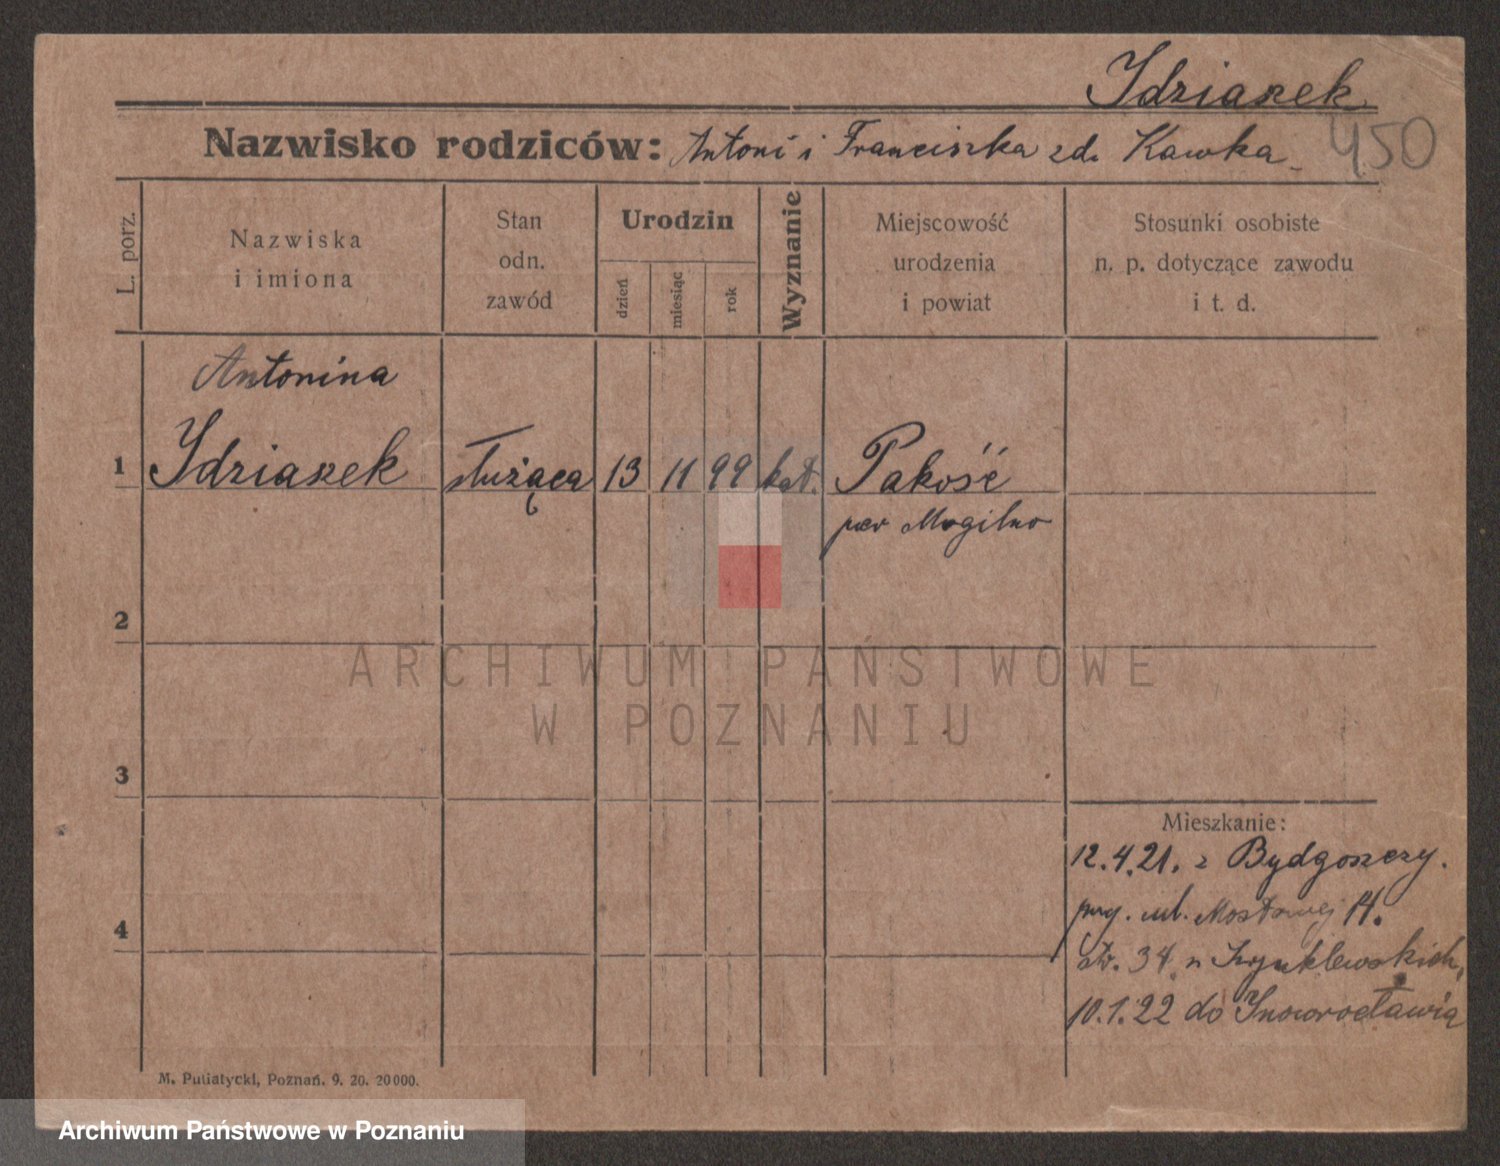 Idziaszek
Nazwisko rodziców: Antoni i Franciszka zd. Kawka
450
L. porz.
Nazwiska
i imiona
Stan
odn.
zawód
Urodzin
dzień
miesiąc
rok
Wyznanie
Miejscowość
urodzenia
i powiat
Stosunki osobiste
n. p. dotyczące zawodu
i t. d.
Antonina
1 Idziaszek służąca 13 11 99 kat. Pakość
pow Mogilno
2
3
4
ARCHIWUM PAŃSTWOWE
W POZNANIU
Mieszkanie:
12.4.21. z Bydgoszczy.
ul. Mostowej 14.
34
10.1.22 do Inowrocławia
M. Putiatycki, Poznań. 9. 20. 20000.
Archiwum Państwowe w Poznaniu